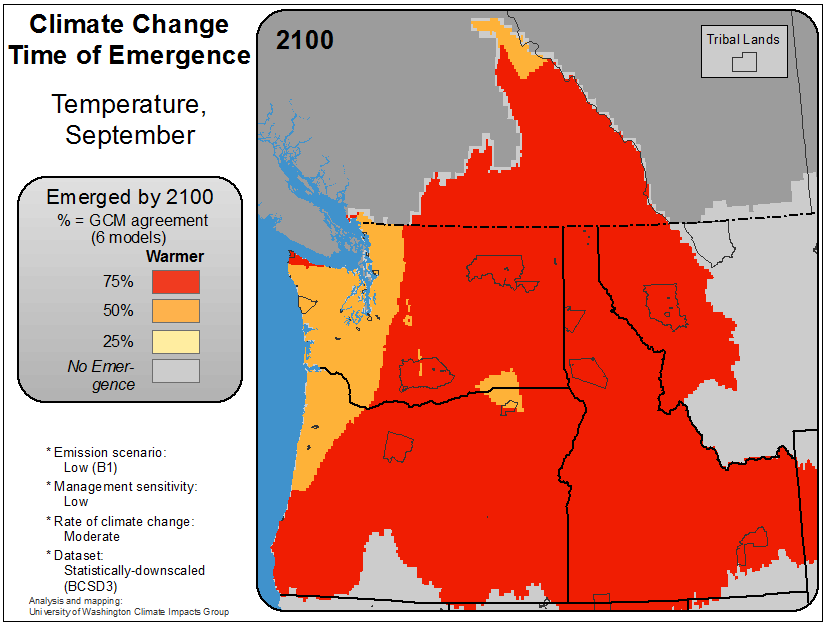 Climate Change
Time of Emergence
Temperature,
September
Emerged by 2100
% = GCM agreement
(6 models)
Warmer
75%
50%
25%
No Emer-
gence
* Emission scenario:
Low (B1)
* Management sensitivity:
Low
* Rate of climate change:
Moderate
* Dataset:
Statistically-downscaled
(BCSD3)
Analysis and mapping:
University of Washington Climate Impacts Group
2100
Tribal Lands